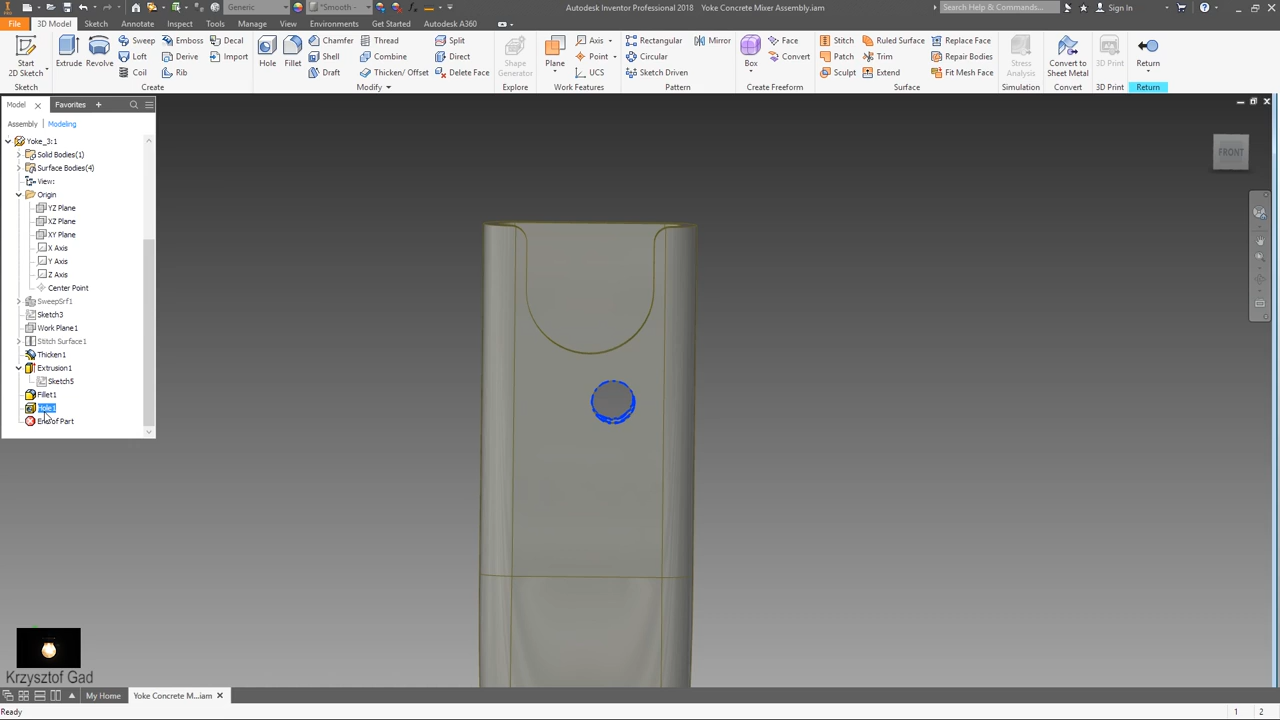 Generic
*Smooth -
Autodesk Inventor Professional 2018   Yoke Concrete Mixer Assembly.iam
Search Help & Commands...
Sign In
File
3D Model
Sketch
Annotate
Inspect
Tools
Manage
View
Environments
Get Started
Autodesk A360
Start
2D Sketch
Extrude
Revolve
Sweep
Loft
Coil
Emboss
Derive
Rib
Decal
Import
Hole
Fillet
Chamfer
Shell
Draft
Thread
Combine
Thicken/ Offset
Split
Direct
Delete Face
Shape
Generator
Plane
Axis
Point
UCS
Rectangular
Circular
Sketch Driven
Mirror
Box
Face
Convert
Stitch
Patch
Sculpt
Ruled Surface
Trim
Extend
Replace Face
Repair Bodies
Fit Mesh Face
Stress
Analysis
3D Print
Convert to
Sheet Metal
Return
Sketch
Create
Modify
Explore
Work Features
Pattern
Create Freeform
Surface
Simulation
3D Print
Convert
Return
Model
Favorites
+
Assembly
Modeling
Yoke_3:1
Solid Bodies(1)
Surface Bodies(4)
View:
Origin
YZ Plane
XZ Plane
XY Plane
X Axis
Y Axis
Z Axis
Center Point
SweepSrf1
Sketch3
Work Plane1
Stitch Surface1
Thicken1
Extrusion1
Sketch5
Fillet1
Hole1
End of Part
FRONT
Krzysztof Gad
My Home
Yoke Concrete M...iam
Ready
1
2